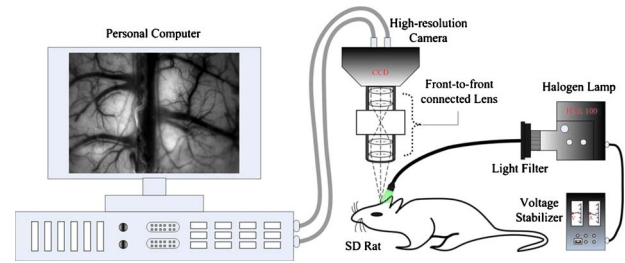 Personal Computer
High-resolution
Camera
CCD
Front-to-front
connected Lens
Halogen Lamp
Light Filter
Voltage
Stabilizer
SD Rat